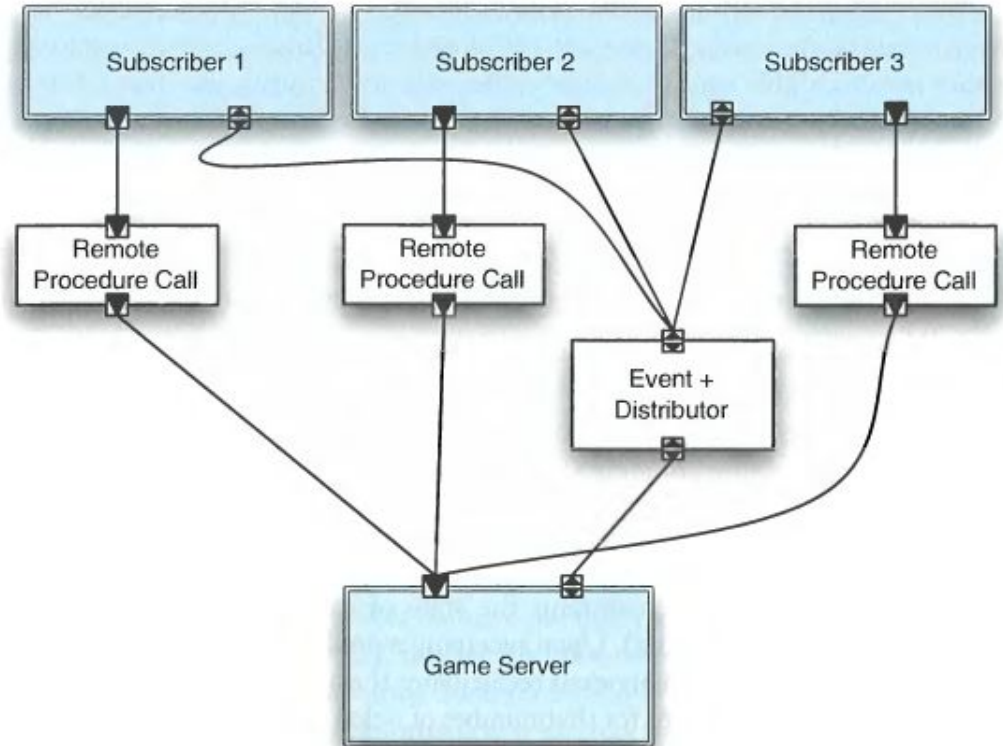 Subscriber 1
Subscriber 2
Subscriber 3
Remote
Procedure Call
Remote
Procedure Call
Remote
Procedure Call
Event +
Distributor
Game Server